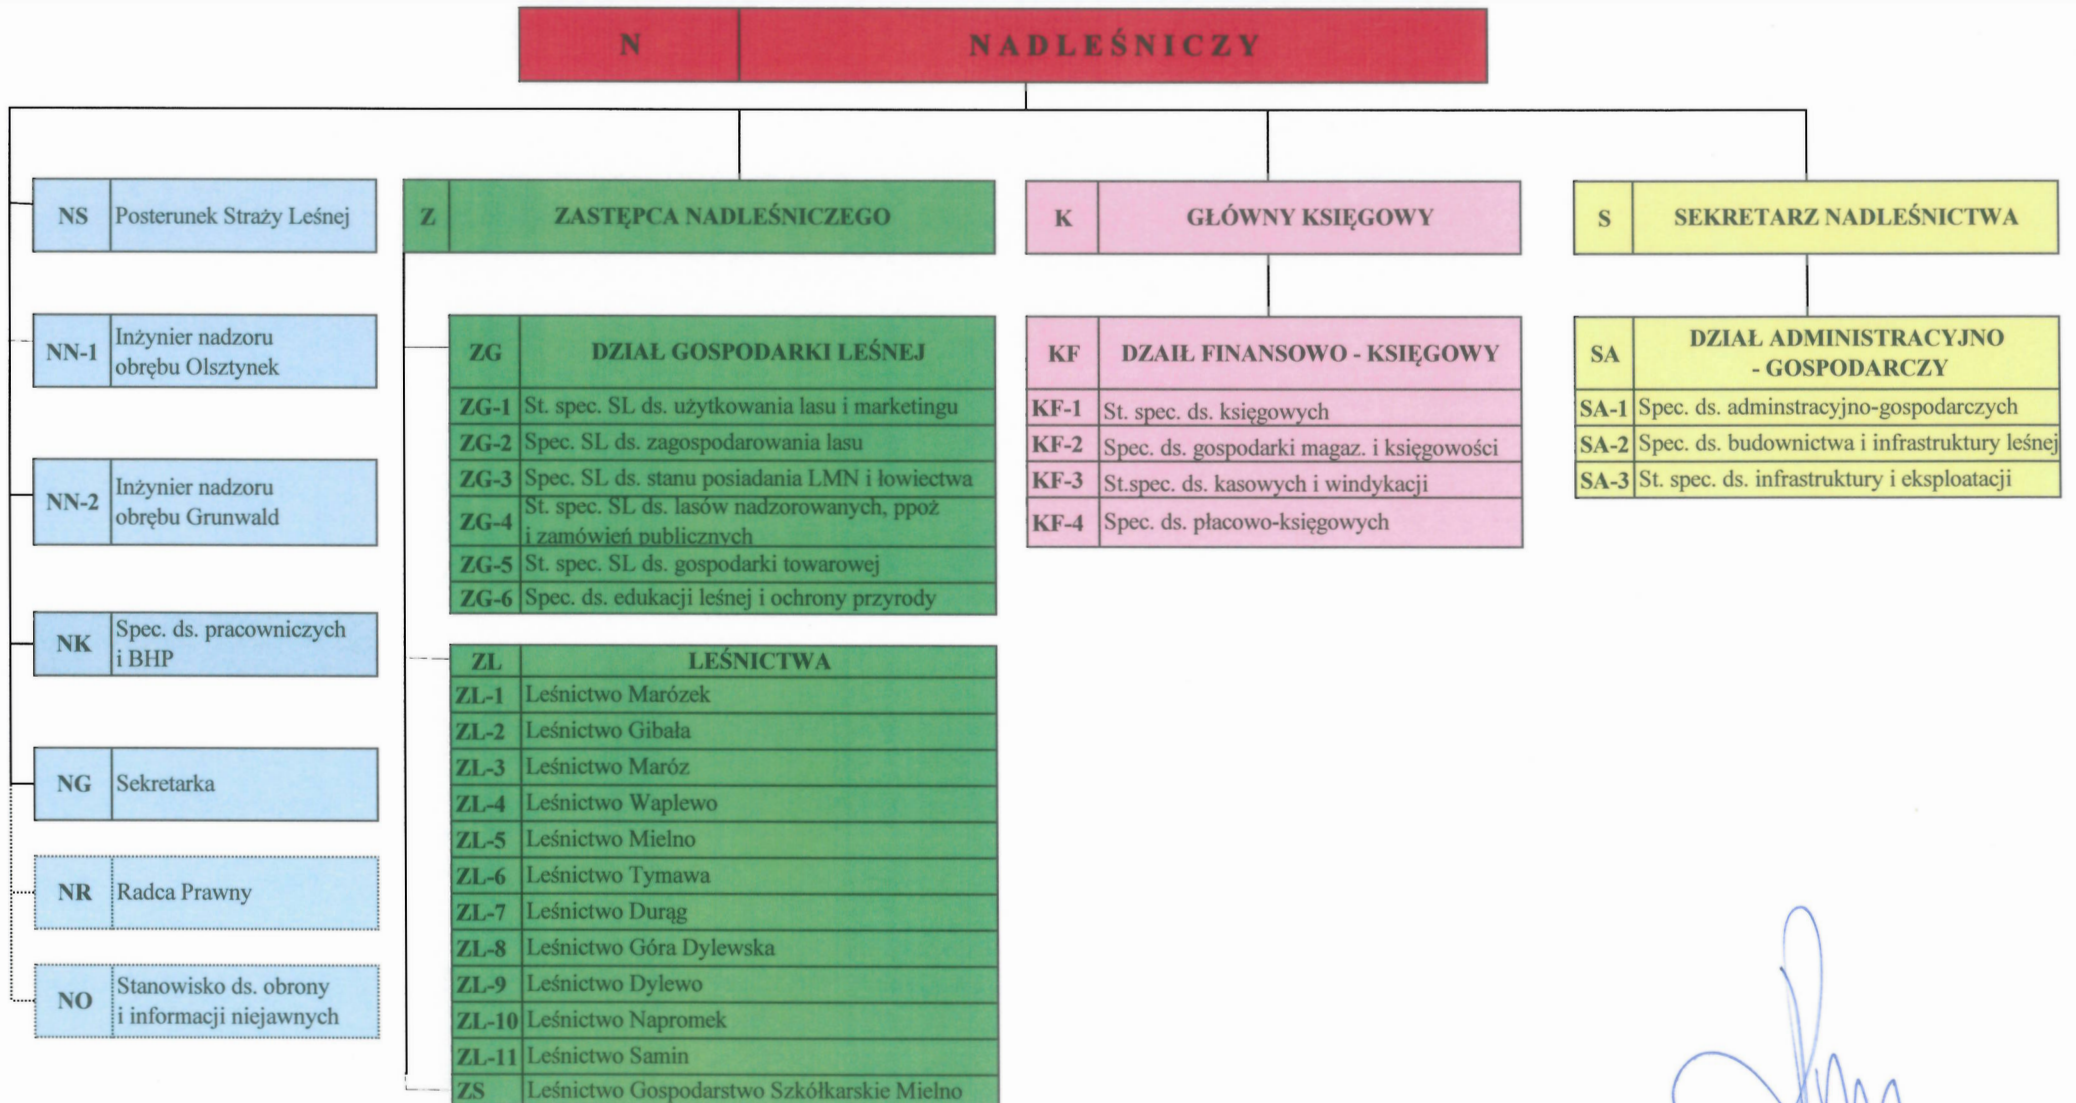 N NADLEŚNICZY
NS Posterunek Straży Leśnej
NN-1 Inżynier nadzoru
obrębu Olsztynek
NN-2 Inżynier nadzoru
obrębu Grunwald
NK Spec. ds. pracowniczych
i BHP
NG Sekretarka
NR Radca Prawny
NO Stanowisko ds. obrony
i informacji niejawnych
Z ZASTĘPCA NADLEŚNICZEGO
ZG DZIAŁ GOSPODARKI LEŚNEJ
ZG-1 St. spec. SL ds. użytkowania lasu i marketingu
ZG-2 Spec. SL ds. zagospodarowania lasu
ZG-3 Spec. SL ds. stanu posiadania LMN i łowiectwa
ZG-4 St. spec. SL ds. lasów nadzorowanych, ppoż
i zamówień publicznych
ZG-5 St. spec. SL ds. gospodarki towarowej
ZG-6 Spec. ds. edukacji leśnej i ochrony przyrody
ZL LEŚNICTWA
ZL-1 Leśnictwo Marózek
ZL-2 Leśnictwo Gibała
ZL-3 Leśnictwo Maróz
ZL-4 Leśnictwo Waplewo
ZL-5 Leśnictwo Mielno
ZL-6 Leśnictwo Tymawa
ZL-7 Leśnictwo Durąg
ZL-8 Leśnictwo Góra Dylewska
ZL-9 Leśnictwo Dylewo
ZL-10 Leśnictwo Napromek
ZL-11 Leśnictwo Samin
ZS Leśnictwo Gospodarstwo Szkółkarskie Mielno
K GŁÓWNY KSIĘGOWY
KF DZAIŁ FINANSOWO - KSIĘGOWY
KF-1 St. spec. ds. księgowych
KF-2 Spec. ds. gospodarki magaz. i księgowości
KF-3 St.spec. ds. kasowych i windykacji
KF-4 Spec. ds. płacowo-księgowych
S SEKRETARZ NADLEŚNICTWA
SA DZIAŁ ADMINISTRACYJNO
- GOSPODARCZY
SA-1 Spec. ds. adminstracyjno-gospodarczych
SA-2 Spec. ds. budownictwa i infrastruktury leśnej
SA-3 St. spec. ds. infrastruktury i eksploatacji